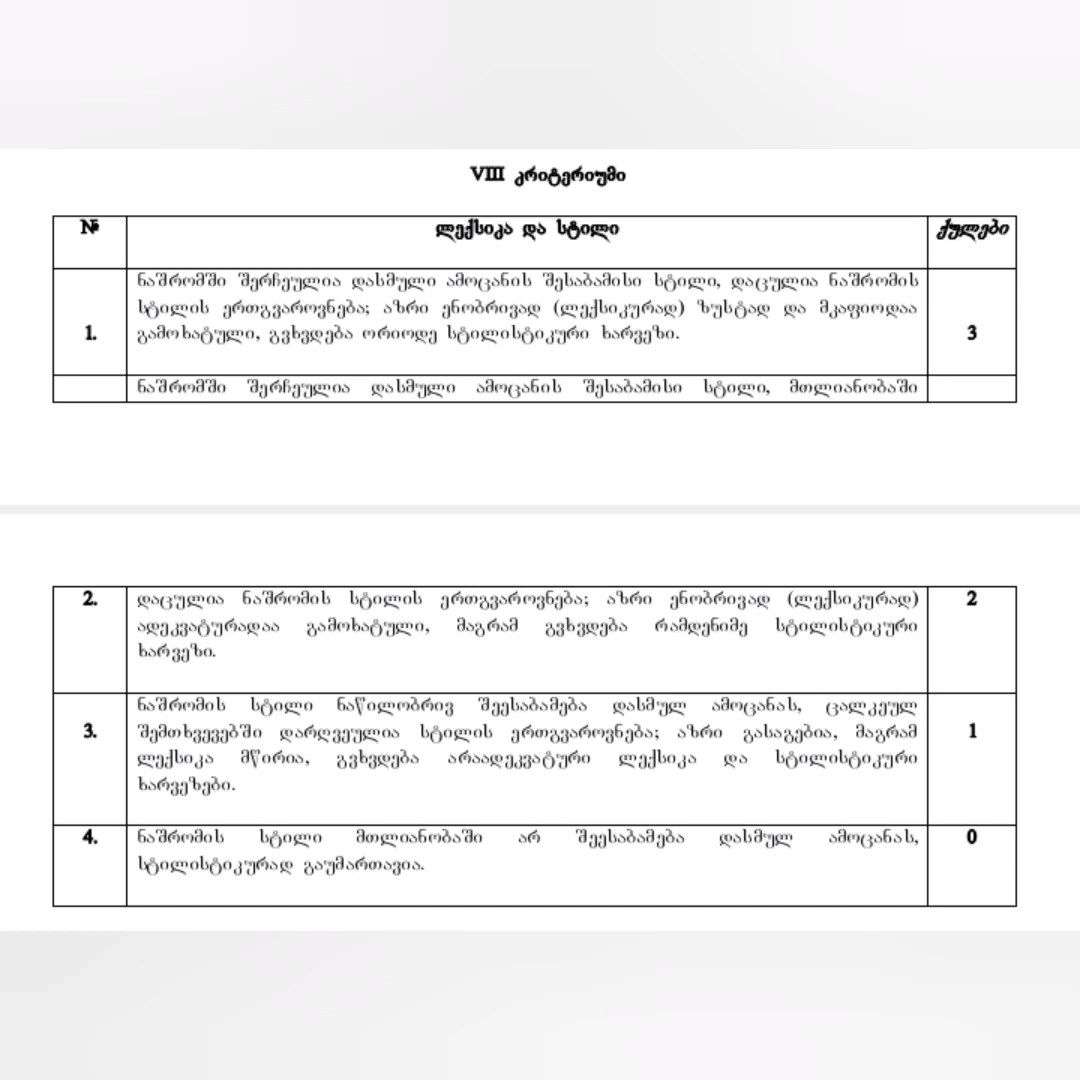 VIII კრიტერიუმი
№ ლექსიკა და სტილი ქულები
ნაშრომში შერჩეულია დასმული ამოცანის შესაბამისი სტილი, დაცულია ნაშრომის
სტილის ერთგვაროვნება; აზრი ენობრივად (ლექსიკურად) ზუსტად და მკაფიოდაა
1. გამოხატული, გვხვდება ორიოდე სტილისტიკური ხარვეზი. 3
ნაშრომში შერჩეულია დასმული ამოცანის შესაბამისი სტილი, მთლიანობაში
2. დაცულია ნაშრომის სტილის ერთგვაროვნება; აზრი ენობრივად (ლექსიკურად) 2
ადეკვატურადაა გამოხატული, მაგრამ გვხვდება რამდენიმე სტილისტიკური
ხარვეზი.
ნაშრომის სტილი ნაწილობრივ შეესაბამება დასმულ ამოცანას, ცალკეულ
3. შემთხვევებში დარღვეულია სტილის ერთგვაროვნება; აზრი გასაგებია, მაგრამ 1
ლექსიკა მწირია, გვხვდება არაადეკვატური ლექსიკა და სტილისტიკური
ხარვეზები.
4. ნაშრომის სტილი მთლიანობაში არ შეესაბამება დასმულ ამოცანას, 0
სტილისტიკურად გაუმართავია.